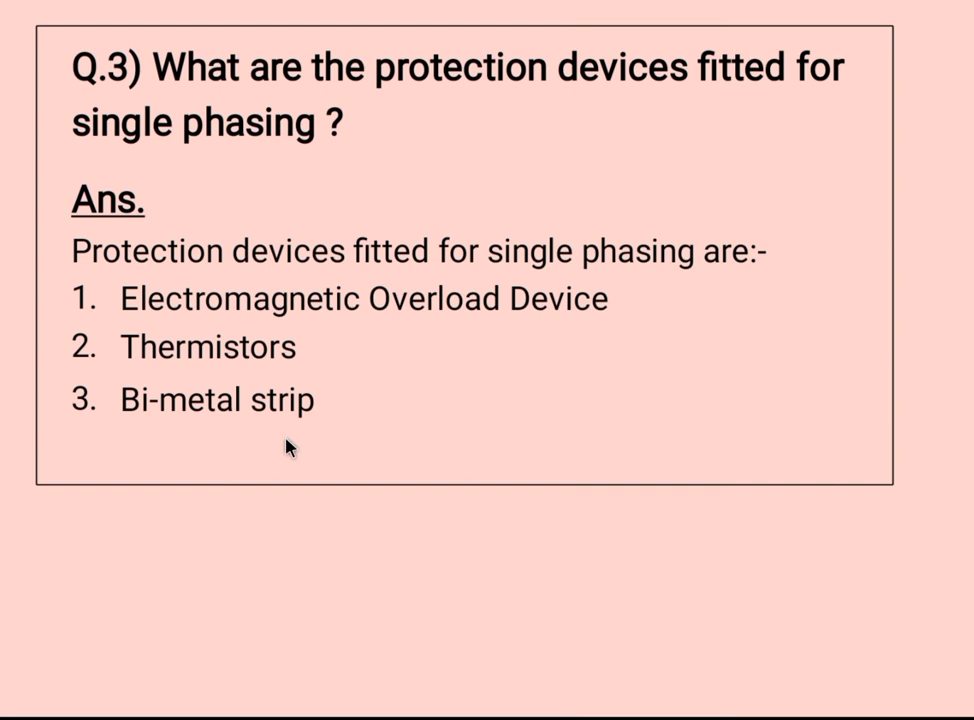 Q.3) What are the protection devices fitted for
single phasing ?
Ans.
Protection devices fitted for single phasing are:-
1. Electromagnetic Overload Device
2. Thermistors
3. Bi-metal strip